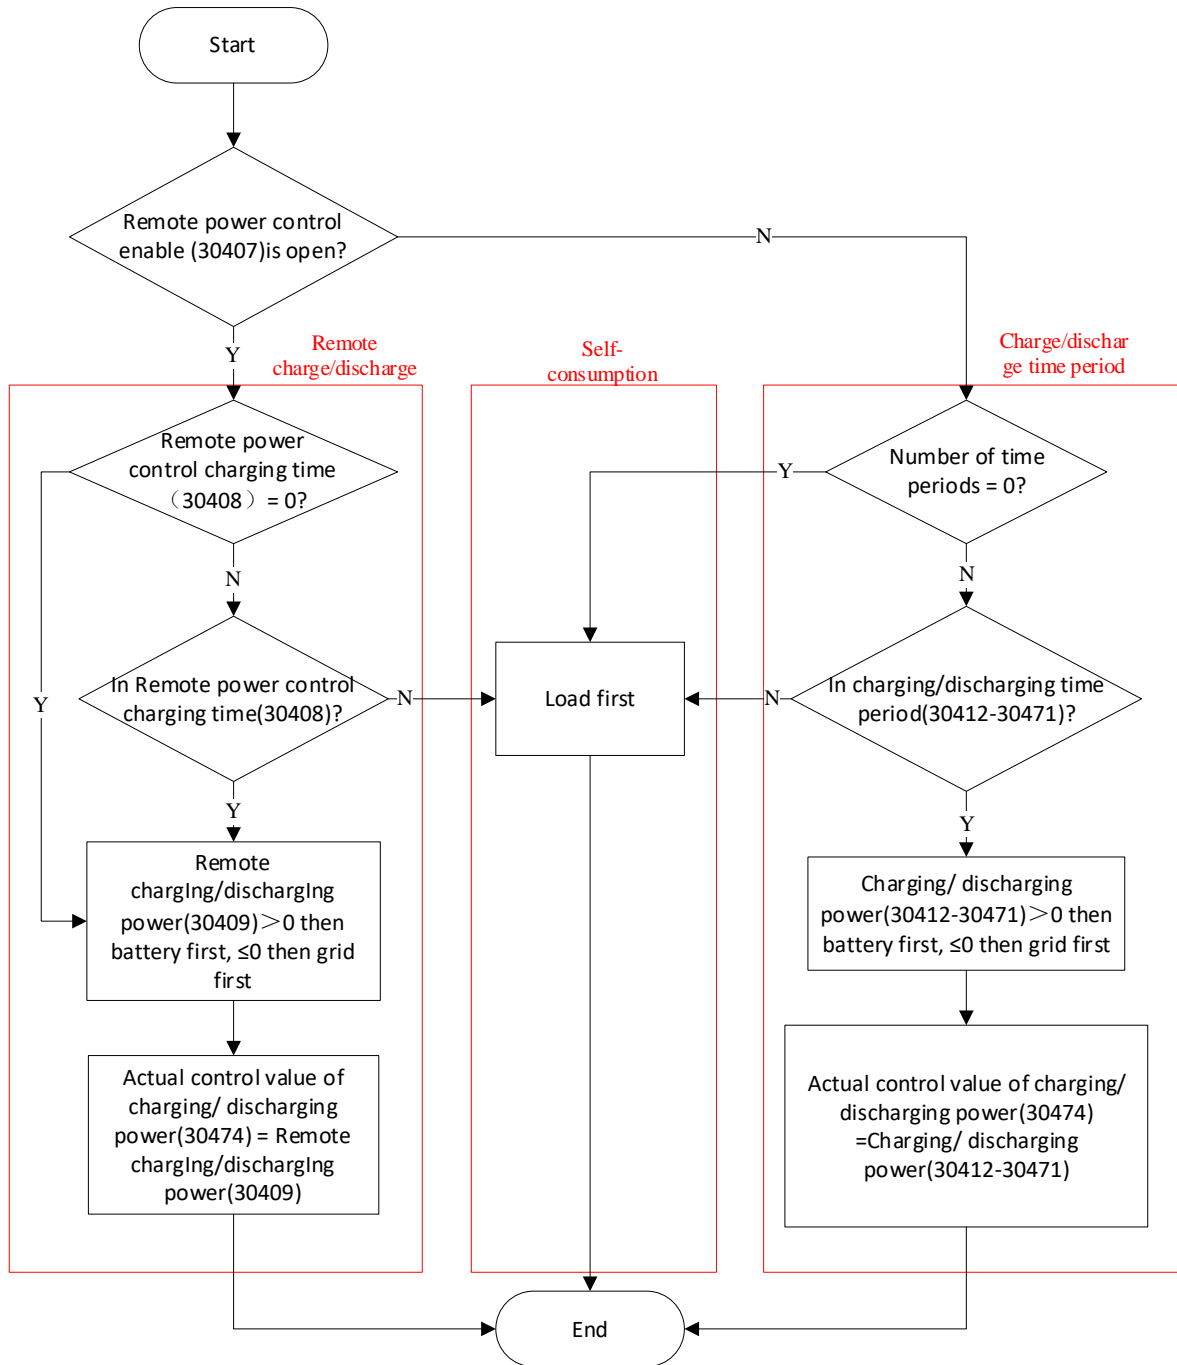 Start
Remote power control
enable (30407)is open?
N
Y
Remote
charge/discharge
Self-
consumption
Charge/dischar
ge time period
Remote power
control charging time
（30408）= 0?
Number of time
periods = 0?
Y
N
N
In Remote power control
charging time(30408)?
Y
N
Load first
N
In charging/discharging time
period(30412-30471)?
Y
Y
Remote
chargIng/dischargIng
power(30409)＞0 then
battery first, ≤0 then grid
first
Charging/ discharging
power(30412-30471)＞0 then
battery first, ≤0 then grid first
Actual control value of
charging/ discharging
power(30474) = Remote
chargIng/dischargIng
power(30409)
Actual control value of charging/
discharging power(30474)
=Charging/ discharging
power(30412-30471)
End